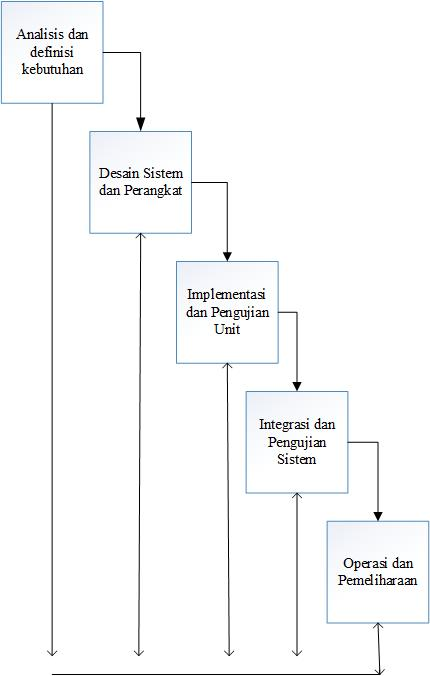 Analisis dan
definisi
kebutuhan
Desain Sistem
dan Perangkat
Implementasi
dan Pengujian
Unit
Integrasi dan
Pengujian
Sistem
Operasi dan
Pemeliharaan